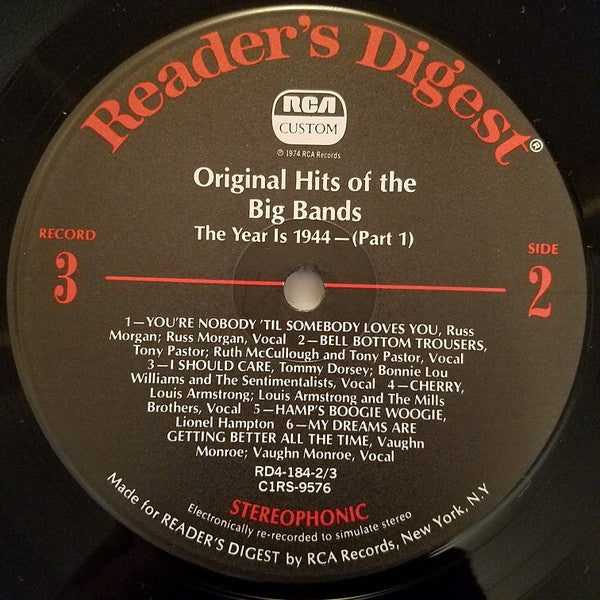 Reader's Digest®
RCA
CUSTOM
℗ 1974 RCA Records
Original Hits of the
Big Bands
The Year Is 1944—(Part 1)
RECORD
3
SIDE
2
1—YOU'RE NOBODY 'TIL SOMEBODY LOVES YOU, Russ
Morgan; Russ Morgan, Vocal 2—BELL BOTTOM TROUSERS,
Tony Pastor; Ruth McCullough and Tony Pastor, Vocal
3—I SHOULD CARE, Tommy Dorsey; Bonnie Lou
Williams and The Sentimentalists, Vocal 4—CHERRY,
Louis Armstrong; Louis Armstrong and The Mills
Brothers, Vocal 5—HAMP'S BOOGIE WOOGIE,
Lionel Hampton 6—MY DREAMS ARE
GETTING BETTER ALL THE TIME, Vaughn
Monroe; Vaughn Monroe, Vocal
RD4-184-2/3
C1RS-9576
STEREOPHONIC
Electronically re-recorded to simulate stereo
Made for READER'S DIGEST by RCA Records, New York, N.Y